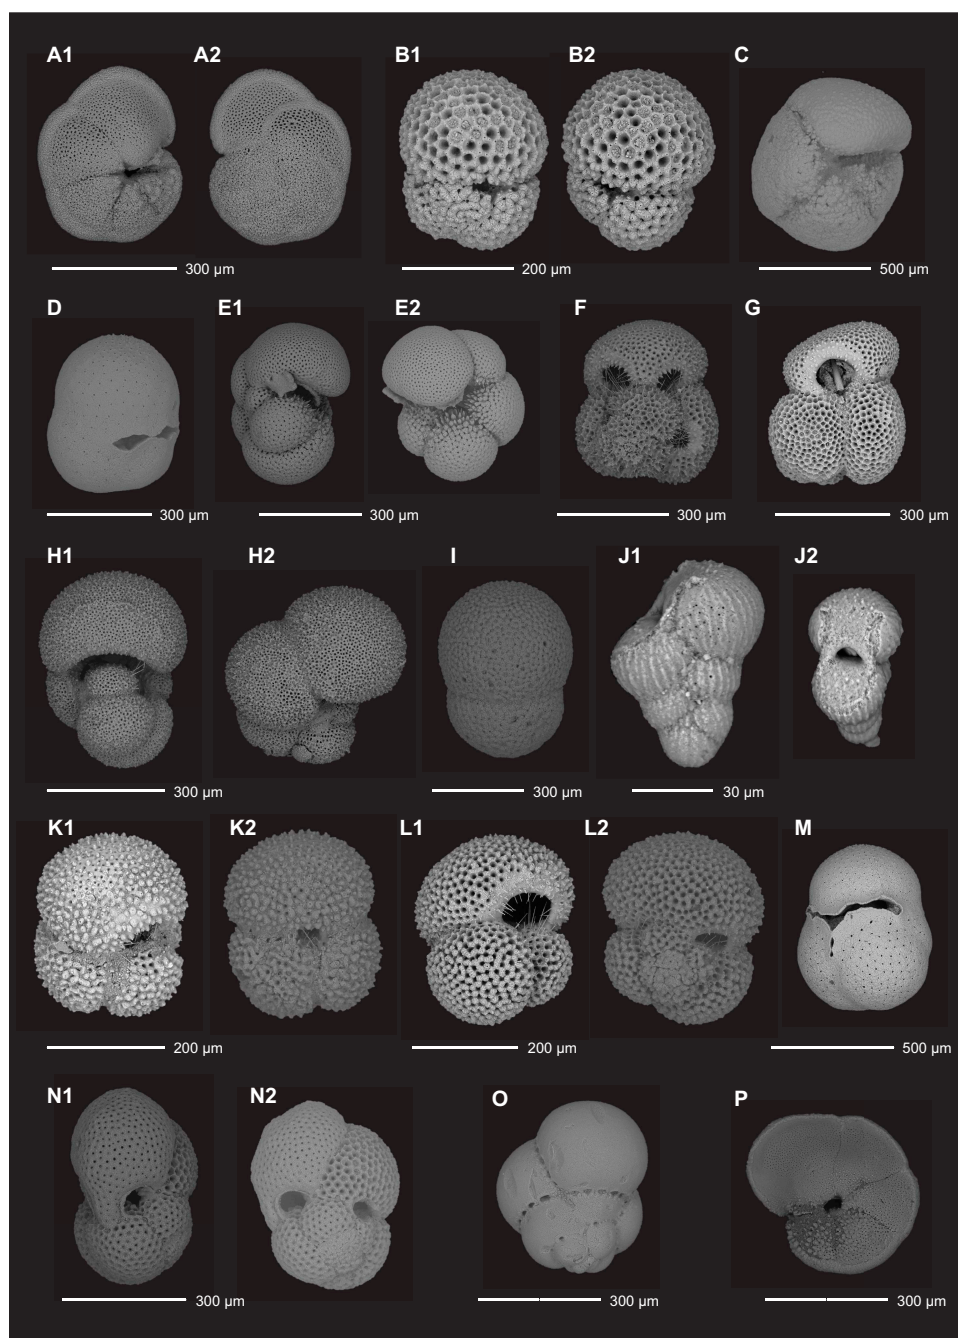 A1 A2 B1 B2 C
300 µm 200 µm 500 µm
D E1 E2 F G
300 µm 300 µm 300 µm 300 µm
H1 H2 I J1 J2
300 µm 300 µm 30 µm
K1 K2 L1 L2 M
200 µm 200 µm 500 µm
N1 N2 O P
300 µm 300 µm 300 µm